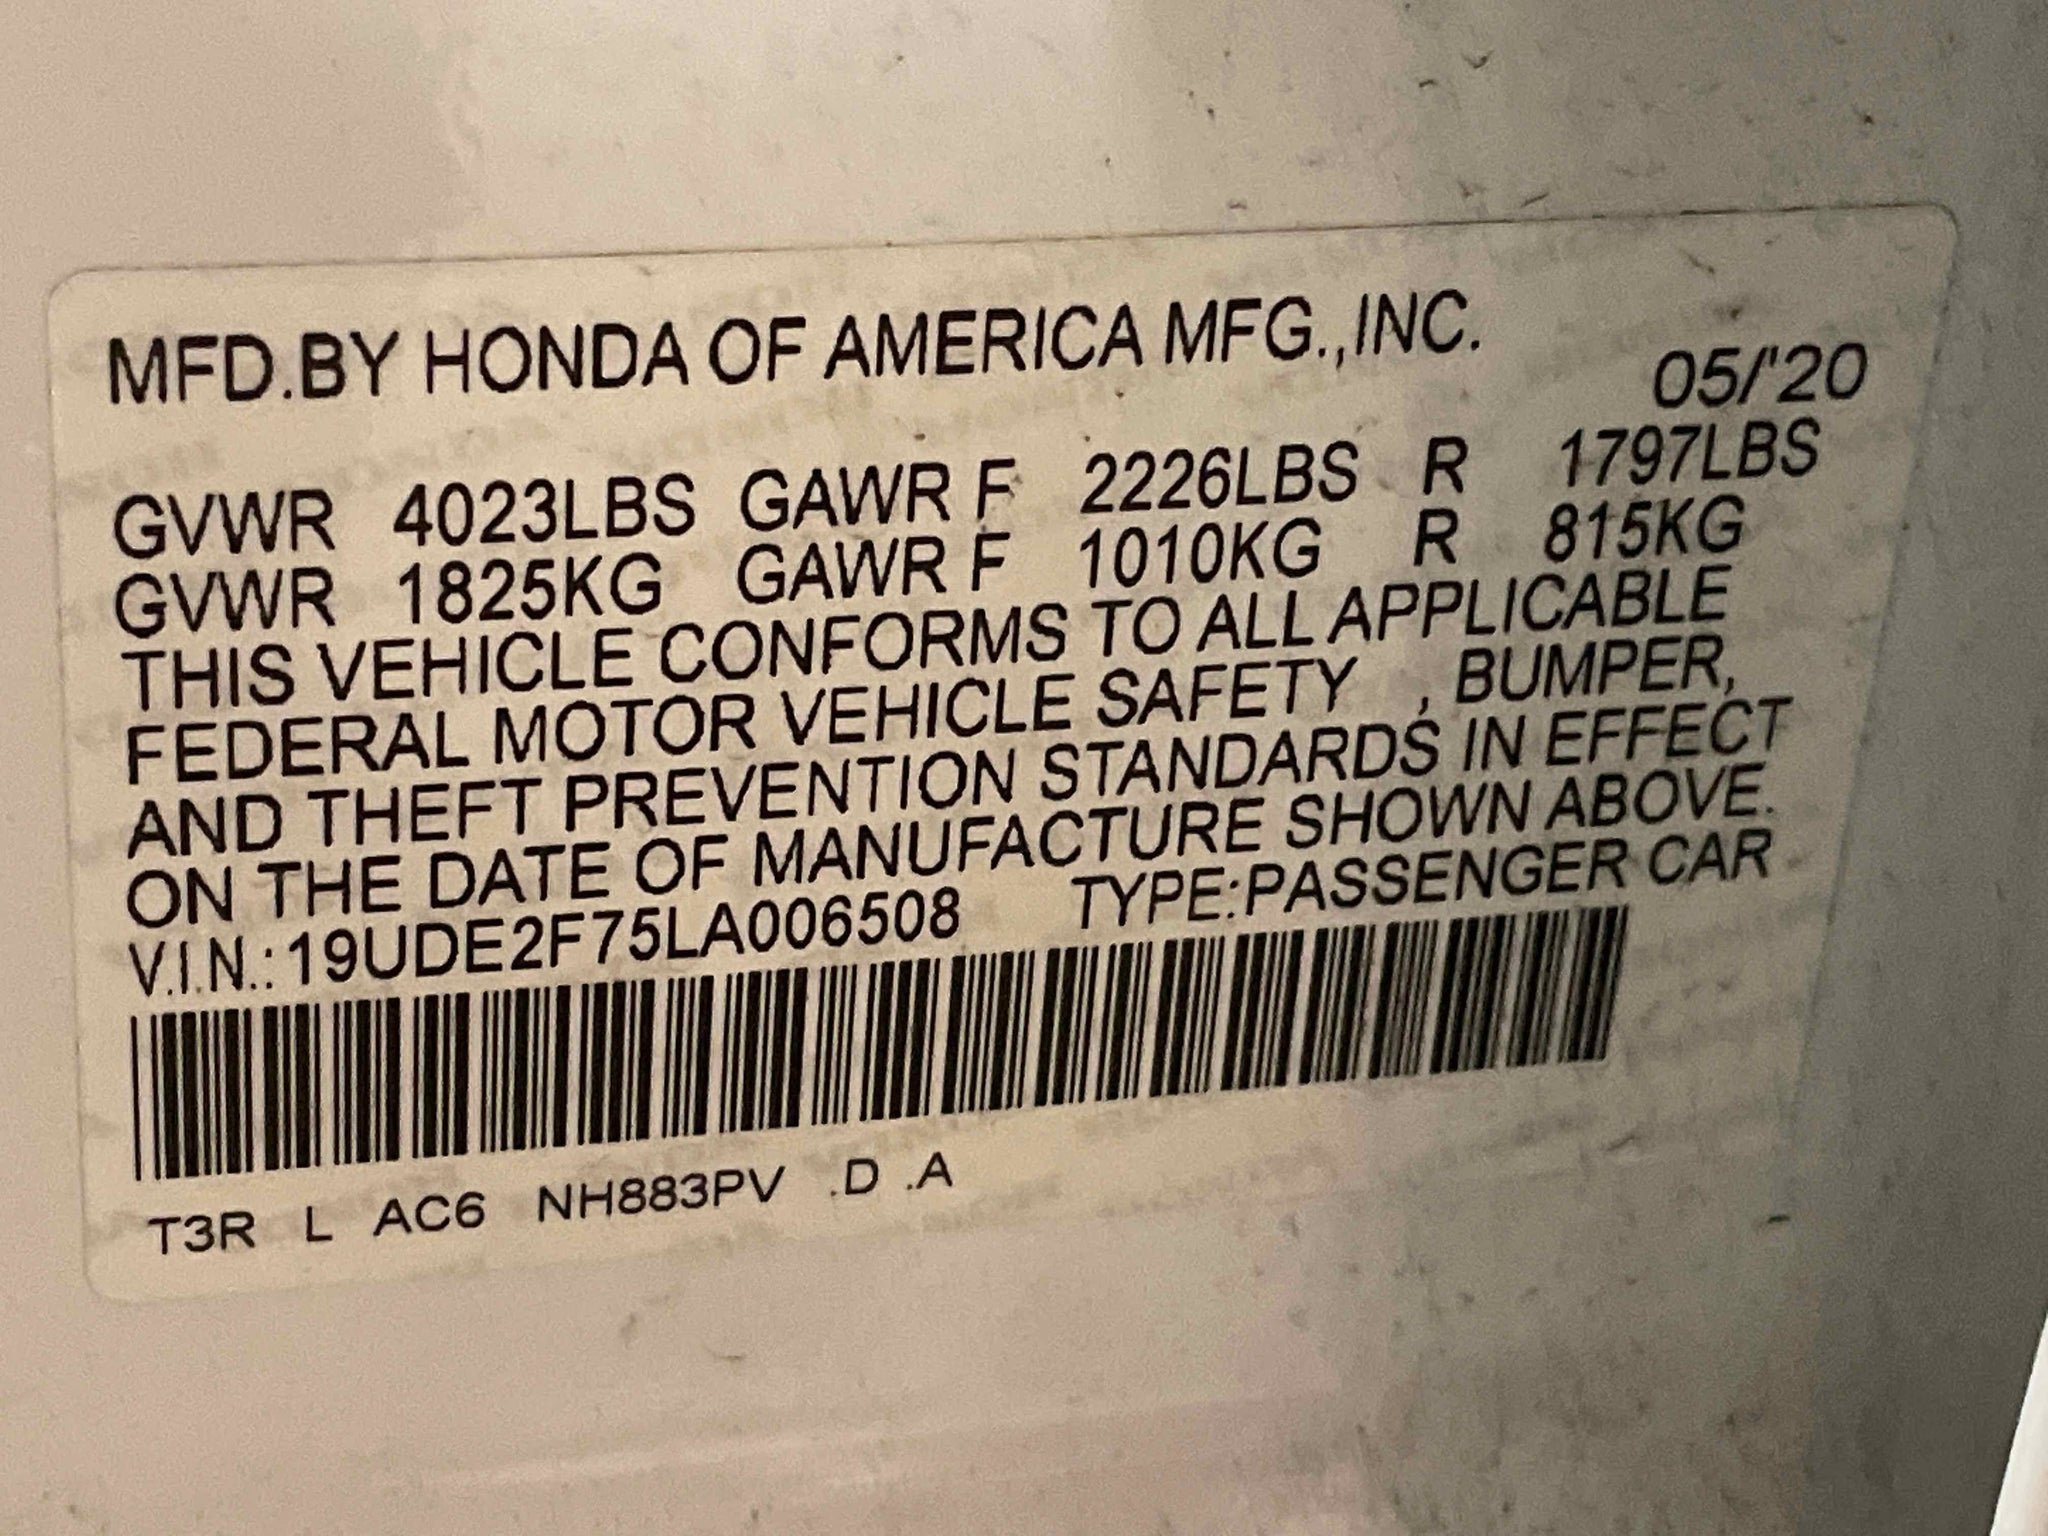 MFD.BY HONDA OF AMERICA MFG.,INC.
05/'20
GVWR 4023LBS GAWR F 2226LBS R 1797LBS
GVWR 1825KG GAWR F 1010KG R 815KG
THIS VEHICLE CONFORMS TO ALL APPLICABLE
FEDERAL MOTOR VEHICLE SAFETY , BUMPER,
AND THEFT PREVENTION STANDARDS IN EFFECT
ON THE DATE OF MANUFACTURE SHOWN ABOVE.
V.I.N.:19UDE2F75LA006508 TYPE:PASSENGER CAR
T3R L AC6 NH883PV .D .A